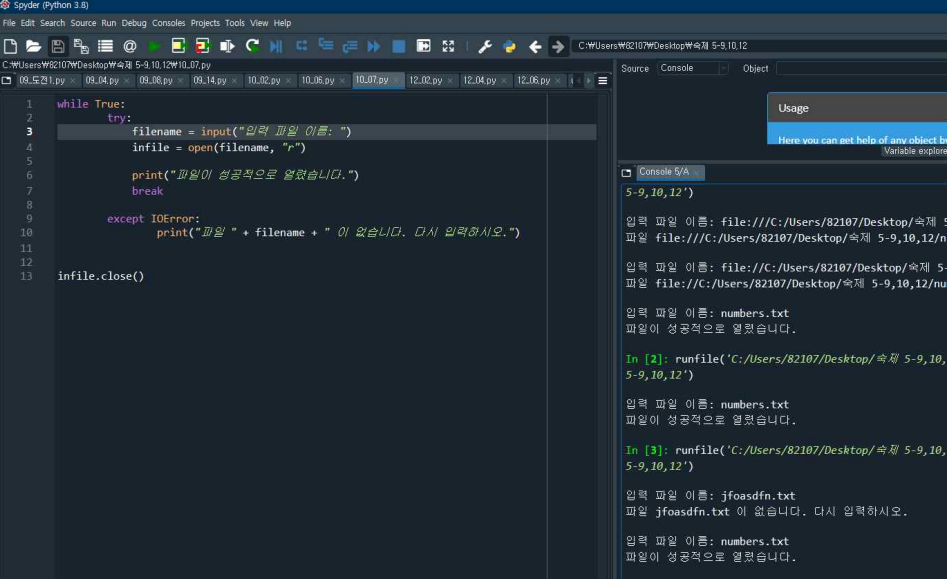 Spyder (Python 3.8)
File Edit Search Source Run Debug Consoles Projects Tools View Help
C:₩Users₩82107₩Desktop₩숙제 5-9,10,12
C:₩Users₩82107₩Desktop₩숙제 5-9,10,12₩10_07.py
09_도전1.py × 09_04.py × 09_08.py × 09_14.py × 10_02.py × 10_06.py × 10_07.py × 12_02.py × 12_04.py × 12_06.py ×
1 while True:
2 try:
3 filename = input("입력 파일 이름: ")
4 infile = open(filename, "r")
5
6 print("파일이 성공적으로 열렸습니다.")
7 break
8
9 except IOError:
10 print("파일 " + filename + " 이 없습니다. 다시 입력하시오.")
11
12
13 infile.close()
Source Console Object
Usage
Here you can get help of any object b
Variable explore
Console 5/A ×
5-9,10,12')
입력 파일 이름: file:///C:/Users/82107/Desktop/숙제 5
파일 file:///C:/Users/82107/Desktop/숙제 5-9,10,12/n
입력 파일 이름: file://C:/Users/82107/Desktop/숙제 5-
파일 file://C:/Users/82107/Desktop/숙제 5-9,10,12/nu
입력 파일 이름: numbers.txt
파일이 성공적으로 열렸습니다.
In [2]: runfile('C:/Users/82107/Desktop/숙제 5-9,10,
5-9,10,12')
입력 파일 이름: numbers.txt
파일이 성공적으로 열렸습니다.
In [3]: runfile('C:/Users/82107/Desktop/숙제 5-9,10,
5-9,10,12')
입력 파일 이름: jfoasdfn.txt
파일 jfoasdfn.txt 이 없습니다. 다시 입력하시오.
입력 파일 이름: numbers.txt
파일이 성공적으로 열렸습니다.